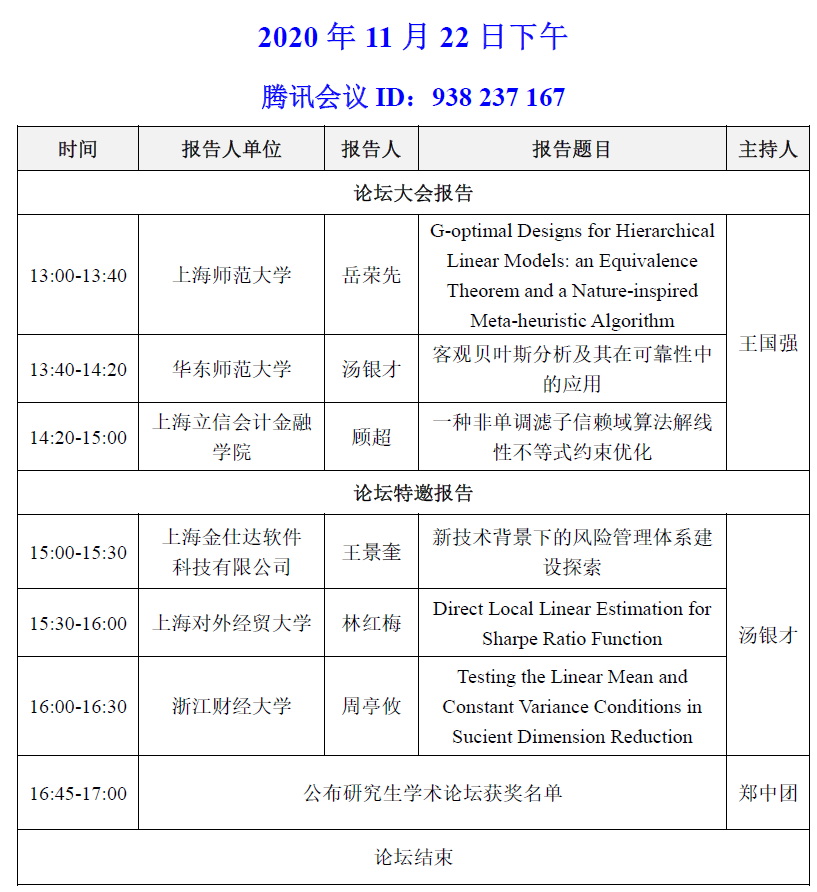 2020 年 11 月 22 日下午
腾讯会议 ID：938 237 167
时间 报告人单位 报告人 报告题目 主持人
论坛大会报告
13:00-13:40 上海师范大学 岳荣先 G-optimal Designs for Hierarchical
Linear Models: an Equivalence
Theorem and a Nature-inspired
Meta-heuristic Algorithm
王国强
13:40-14:20 华东师范大学 汤银才 客观贝叶斯分析及其在可靠性中
的应用
14:20-15:00 上海立信会计金融
学院 顾超 一种非单调滤子信赖域算法解线
性不等式约束优化
论坛特邀报告
15:00-15:30 上海金仕达软件
科技有限公司 王景奎 新技术背景下的风险管理体系建
设探索
15:30-16:00 上海对外经贸大学 林红梅 Direct Local Linear Estimation for
Sharpe Ratio Function
汤银才
16:00-16:30 浙江财经大学 周亭攸 Testing the Linear Mean and
Constant Variance Conditions in
Sucient Dimension Reduction
16:45-17:00 公布研究生学术论坛获奖名单 郑中团
论坛结束